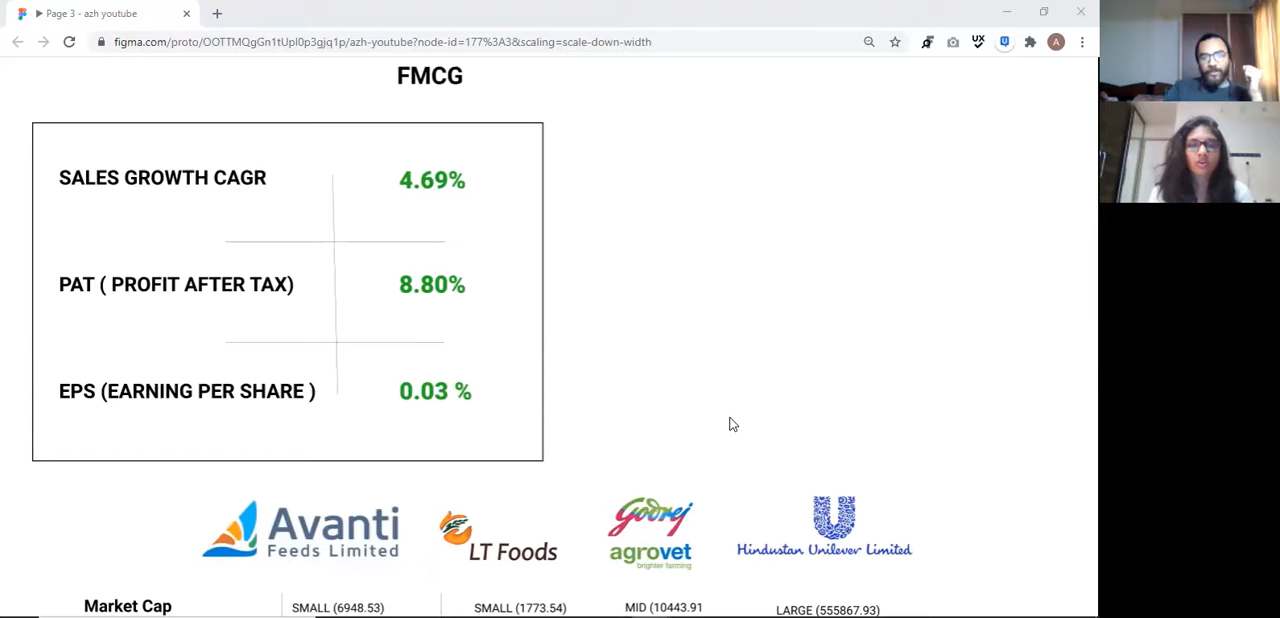 Page 3 - azh youtube
figma.com/proto/OOTTMQgGn1tUpl0p3gjq1p/azh-youtube?node-id=177%3A3&scaling=scale-down-width
UX
A
FMCG
SALES GROWTH CAGR 4.69%
PAT ( PROFIT AFTER TAX) 8.80%
EPS (EARNING PER SHARE ) 0.03 %
Avanti
Feeds Limited
LT Foods
Godrej
agrovet
brighter farming
Hindustan Unilever Limited
Market Cap SMALL (6948.53) SMALL (1773.54) MID (10443.91 LARGE (555867.93)